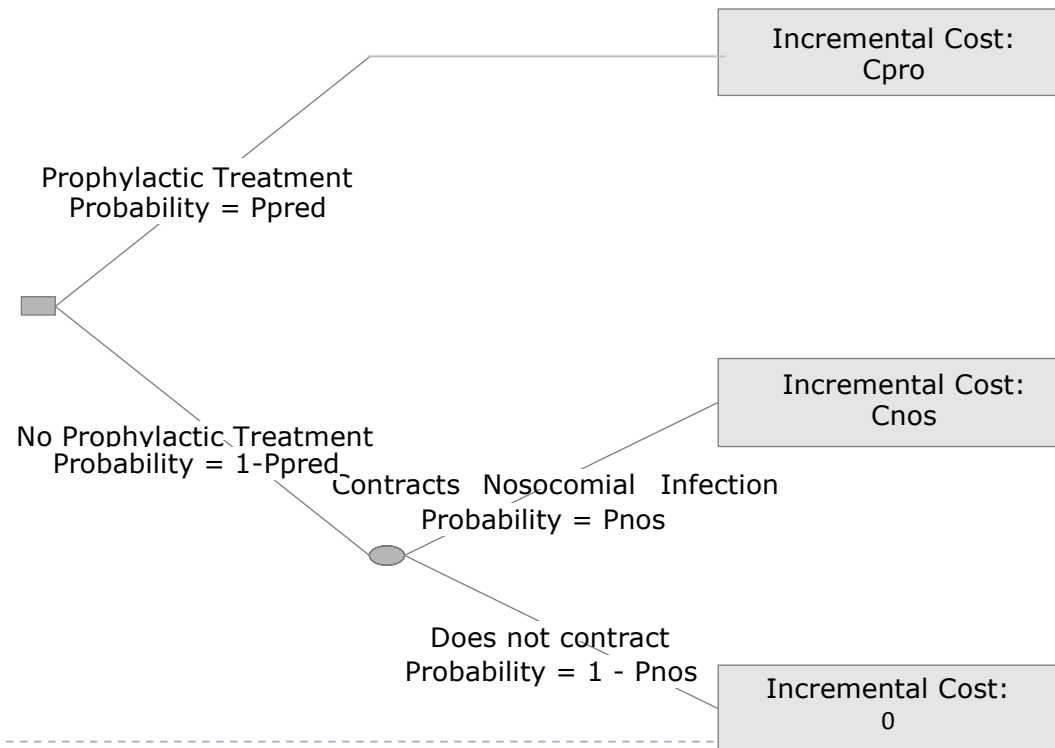 Incremental Cost:
Cpro
Prophylactic Treatment
Probability = Ppred
Incremental Cost:
Cnos
No Prophylactic Treatment
Probability = 1-Ppred
Contracts Nosocomial Infection
Probability = Pnos
Does not contract
Probability = 1 - Pnos
Incremental Cost:
0